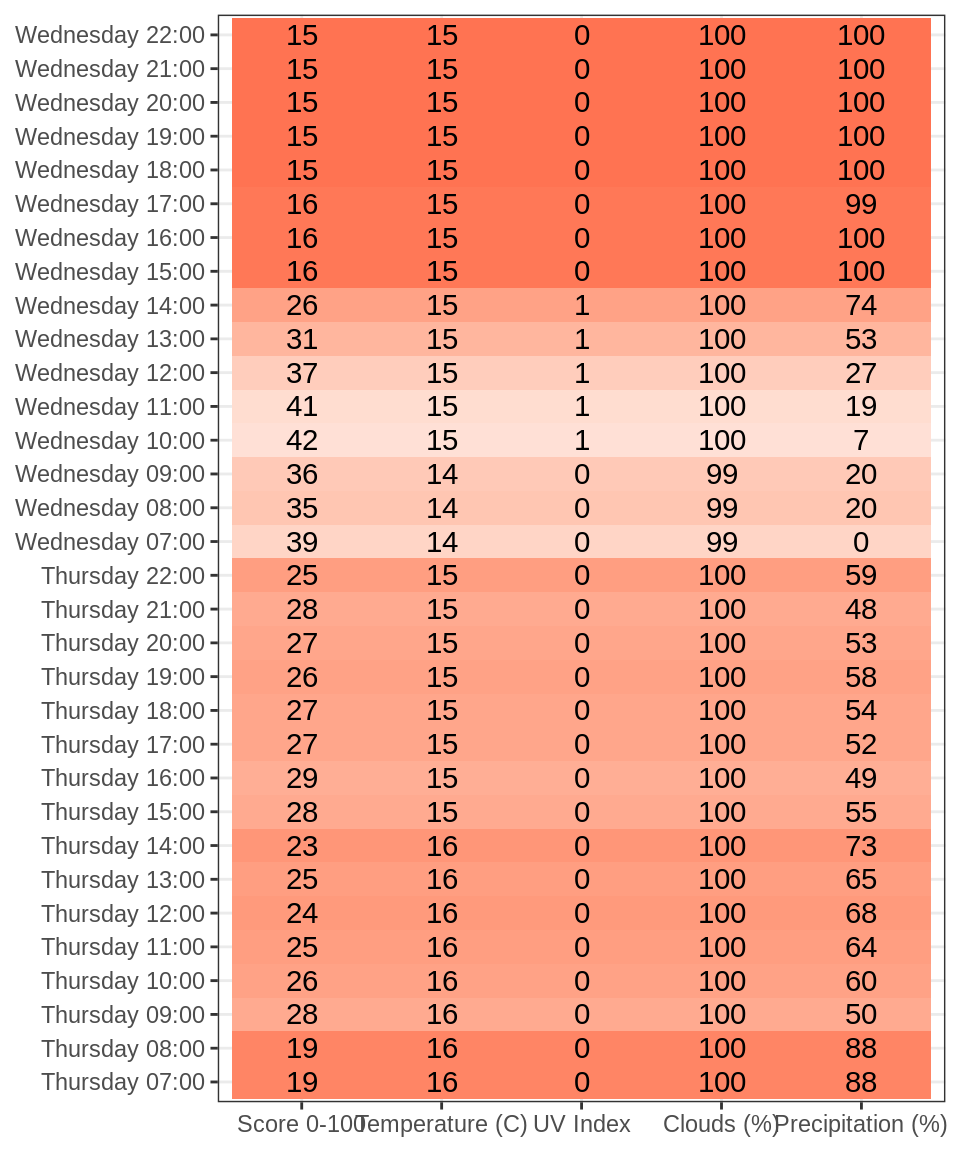 Wednesday 22:00 15 15 0 100 100
Wednesday 21:00 15 15 0 100 100
Wednesday 20:00 15 15 0 100 100
Wednesday 19:00 15 15 0 100 100
Wednesday 18:00 15 15 0 100 100
Wednesday 17:00 16 15 0 100 99
Wednesday 16:00 16 15 0 100 100
Wednesday 15:00 16 15 0 100 100
Wednesday 14:00 26 15 1 100 74
Wednesday 13:00 31 15 1 100 53
Wednesday 12:00 37 15 1 100 27
Wednesday 11:00 41 15 1 100 19
Wednesday 10:00 42 15 1 100 7
Wednesday 09:00 36 14 0 99 20
Wednesday 08:00 35 14 0 99 20
Wednesday 07:00 39 14 0 99 0
Thursday 22:00 25 15 0 100 59
Thursday 21:00 28 15 0 100 48
Thursday 20:00 27 15 0 100 53
Thursday 19:00 26 15 0 100 58
Thursday 18:00 27 15 0 100 54
Thursday 17:00 27 15 0 100 52
Thursday 16:00 29 15 0 100 49
Thursday 15:00 28 15 0 100 55
Thursday 14:00 23 16 0 100 73
Thursday 13:00 25 16 0 100 65
Thursday 12:00 24 16 0 100 68
Thursday 11:00 25 16 0 100 64
Thursday 10:00 26 16 0 100 60
Thursday 09:00 28 16 0 100 50
Thursday 08:00 19 16 0 100 88
Thursday 07:00 19 16 0 100 88
Score 0-100 Temperature (C) UV Index Clouds (%) Precipitation (%)